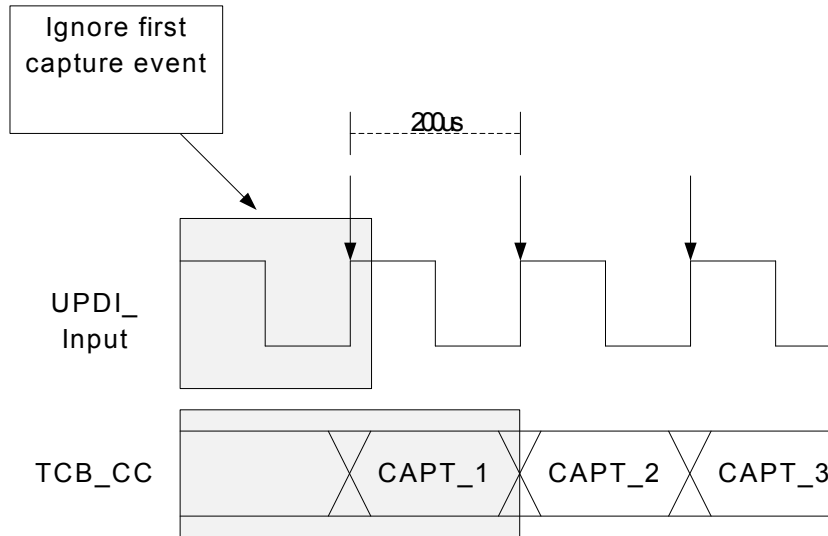 Ignore first
capture event
200us
UPDI_
Input
TCB_CC
CAPT_1
CAPT_2
CAPT_3